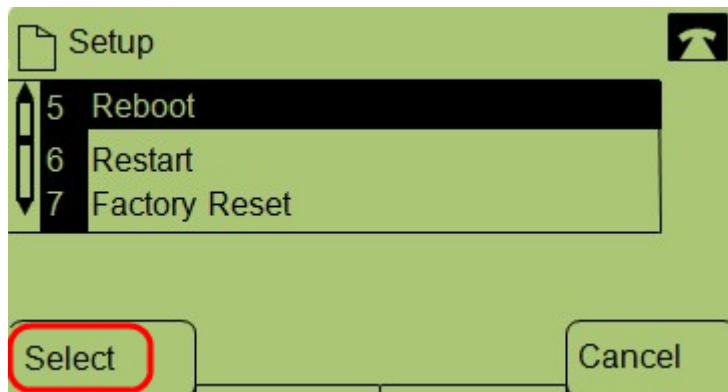 Setup
5 Reboot
6 Restart
7 Factory Reset
Select Cancel